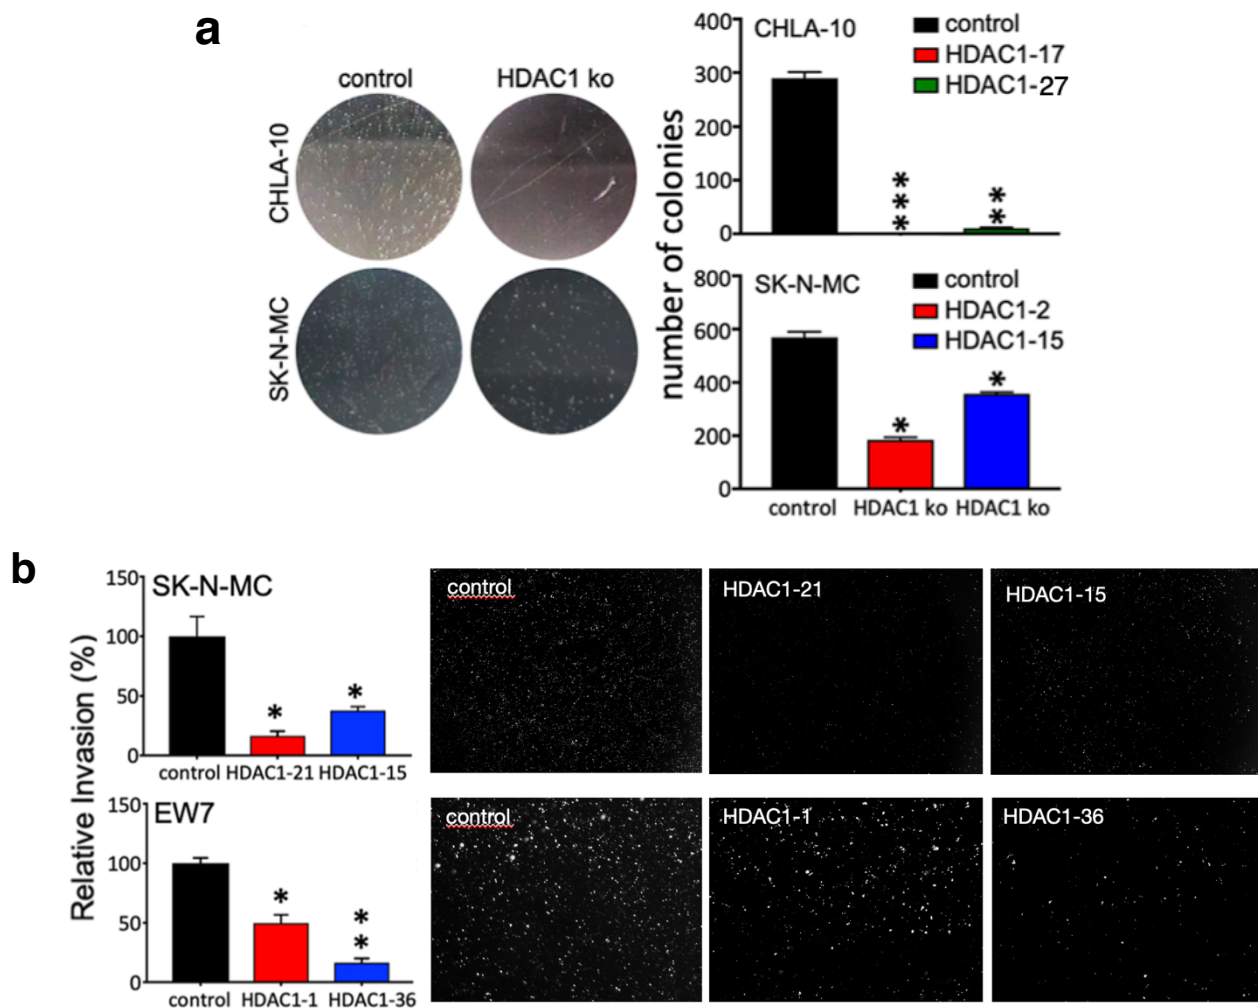 a
control HDAC1 ko
CHLA-10
SK-N-MC
number of colonies
400
300
200
100
0
CHLA-10
control
HDAC1-17
HDAC1-27
***
**
800
600
400
200
0
SK-N-MC
control
HDAC1-2
HDAC1-15
*
*
control HDAC1 ko HDAC1 ko
b
Relative Invasion (%)
150
100
50
0
SK-N-MC
*
*
control HDAC1-21 HDAC1-15
control
HDAC1-21
HDAC1-15
150
100
50
0
EW7
*
**
control HDAC1-1 HDAC1-36
control
HDAC1-1
HDAC1-36